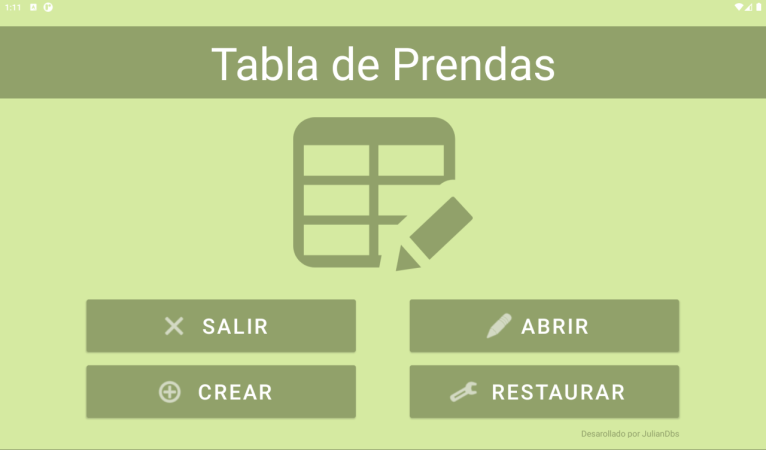 1:11
Tabla de Prendas
SALIR
ABRIR
CREAR
RESTAURAR
Desarollado por JulianDbs